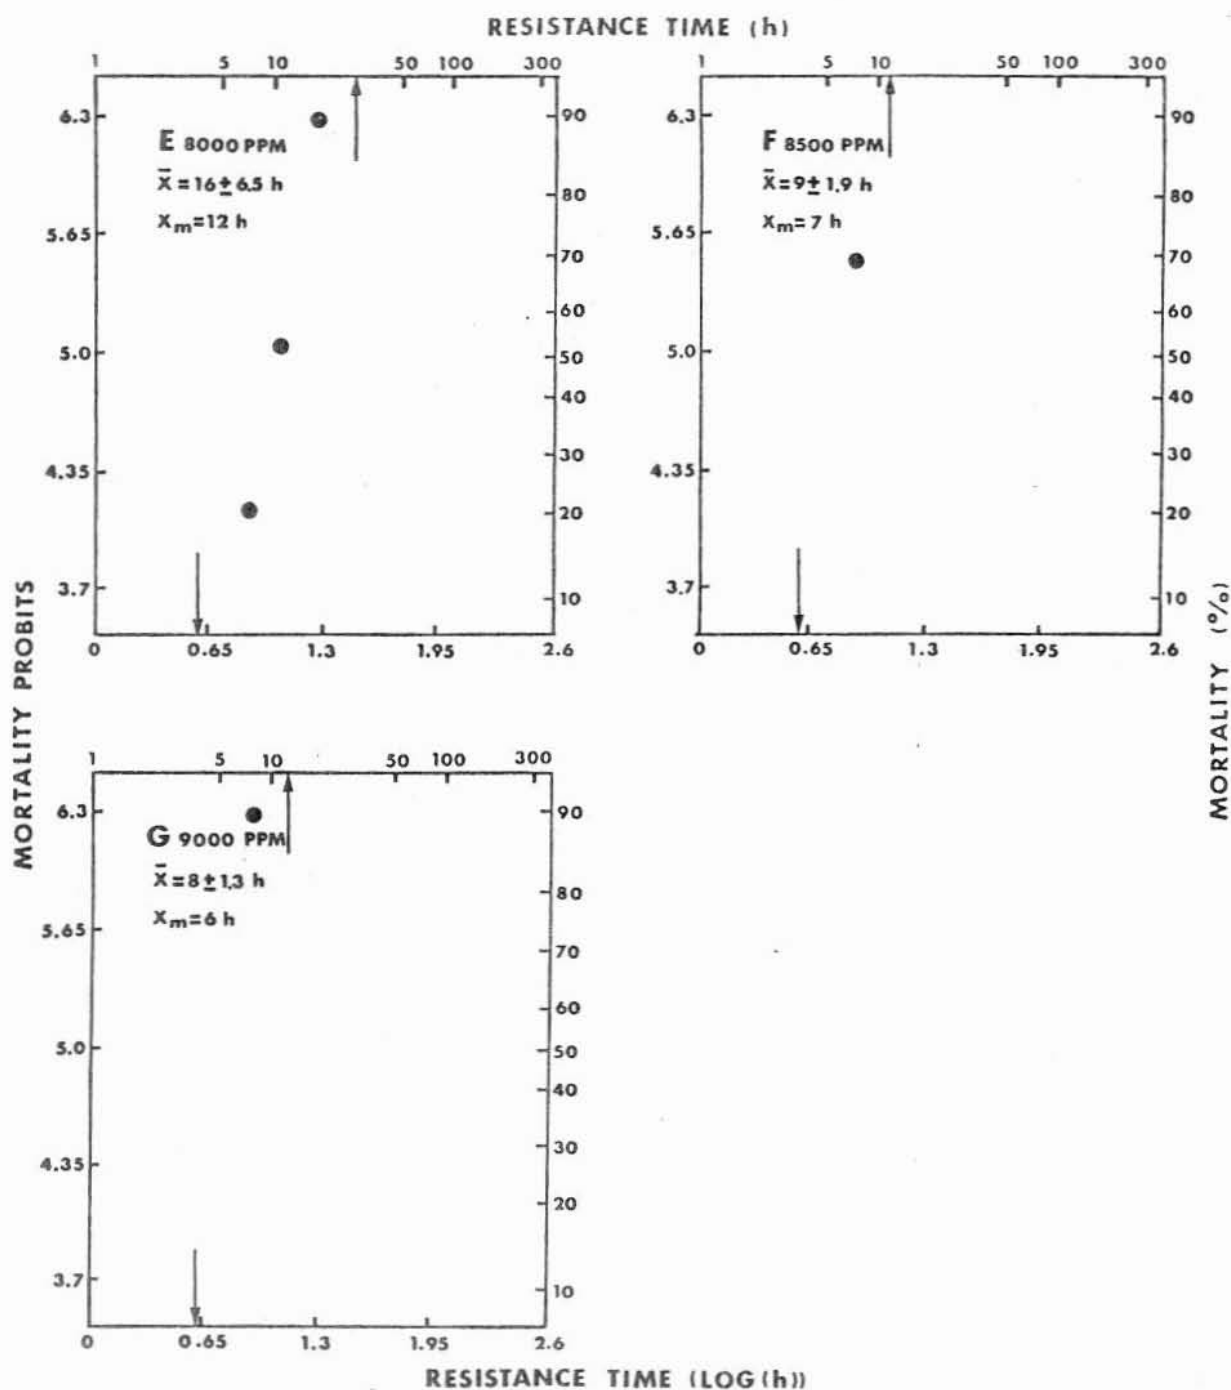 RESISTANCE TIME (h)
1 5 10 50 100 300
6.3
5.65
5.0
4.35
3.7
E 8000 PPM
x̄ = 16 ± 6.5 h
xm = 12 h
90
80
70
60
50
40
30
20
10
0 0.65 1.3 1.95 2.6
1 5 10 50 100 300
6.3
5.65
5.0
4.35
3.7
F 8500 PPM
x̄ = 9 ± 1.9 h
xm = 7 h
90
80
70
60
50
40
30
20
10
0 0.65 1.3 1.95 2.6
MORTALITY PROBITS
MORTALITY (%)
1 5 10 50 100 300
6.3
5.65
5.0
4.35
3.7
G 9000 PPM
x̄ = 8 ± 1.3 h
xm = 6 h
90
80
70
60
50
40
30
20
10
0 0.65 1.3 1.95 2.6
RESISTANCE TIME (LOG (h))